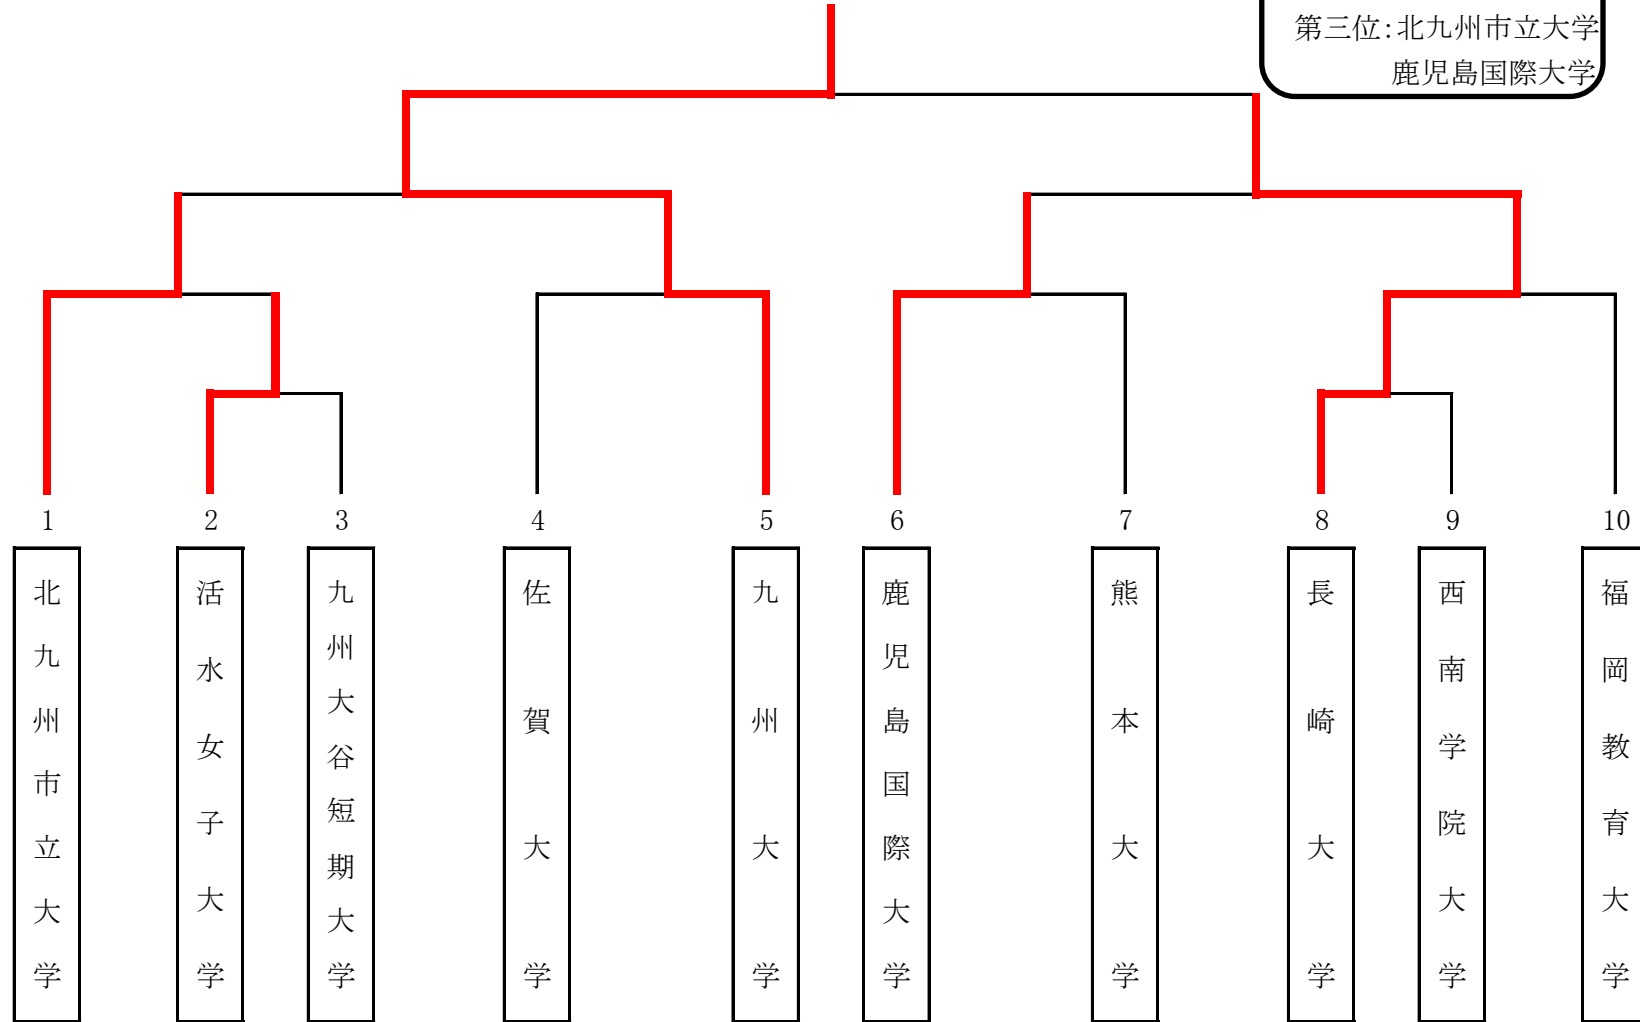 第三位:北九州市立大学
鹿児島国際大学
1
2
3
4
5
6
7
8
9
10
北九州市立大学
活水女子大学
九州大谷短期大学
佐賀大学
九州大学
鹿児島国際大学
熊本大学
長崎大学
西南学院大学
福岡教育大学